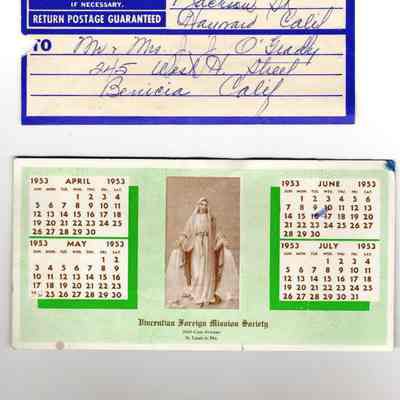 IF NECESSARY.
RETURN POSTAGE GUARANTEED
Jackson St
Hayward Calif
TO Mr & Mrs. J. J. O'Grady
245 West H. Street
Benicia Calif
1953 APRIL 1953
SUN. MON. TUE. WED. THU. FRI. SAT.
1 2 3 4
5 6 7 8 9 10 11
12 13 14 15 16 17 18
19 20 21 22 23 24 25
26 27 28 29 30
1953 MAY 1953
SUN. MON. TUE. WED. THU. FRI. SAT.
1 2
3 4 5 6 7 8 9
10 11 12 13 14 15 16
17 18 19 20 21 22 23
25 26 27 28 29 30
1953 JUNE 1953
SUN. MON. TUE. WED. THU. FRI. SAT.
1 2 3 4 5 6
7 8 9 10 11 12 13
14 15 16 17 18 19 20
21 22 23 24 25 26 27
28 29 30
1953 JULY 1953
SUN. MON. TUE. WED. THU. FRI. SAT.
1 2 3 4
5 6 7 8 9 10 11
12 13 14 15 16 17 18
19 20 21 22 23 24 25
26 27 28 29 30 31
Vincentian Foreign Mission Society
Cass Avenue
St. Louis 6, Mo.